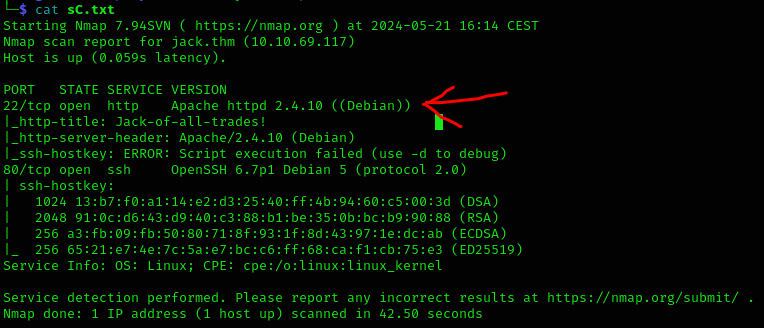 └─$ cat sC.txt
Starting Nmap 7.94SVN ( https://nmap.org ) at 2024-05-21 16:14 CEST
Nmap scan report for jack.thm (10.10.69.117)
Host is up (0.059s latency).
PORT   STATE SERVICE VERSION
22/tcp open  http    Apache httpd 2.4.10 ((Debian))
|_http-title: Jack-of-all-trades!
|_http-server-header: Apache/2.4.10 (Debian)
|_ssh-hostkey: ERROR: Script execution failed (use -d to debug)
80/tcp open  ssh     OpenSSH 6.7p1 Debian 5 (protocol 2.0)
| ssh-hostkey:
|   1024 13:b7:f0:a1:14:e2:d3:25:40:ff:4b:94:60:c5:00:3d (DSA)
|   2048 91:0c:d6:43:d9:40:c3:88:b1:be:35:0b:bc:b9:90:88 (RSA)
|   256 a3:fb:09:fb:50:80:71:8f:93:1f:8d:43:97:1e:dc:ab (ECDSA)
|_  256 65:21:e7:4e:7c:5a:e7:bc:c6:ff:68:ca:f1:cb:75:e3 (ED25519)
Service Info: OS: Linux; CPE: cpe:/o:linux:linux_kernel
Service detection performed. Please report any incorrect results at https://nmap.org/submit/ .
Nmap done: 1 IP address (1 host up) scanned in 42.50 seconds